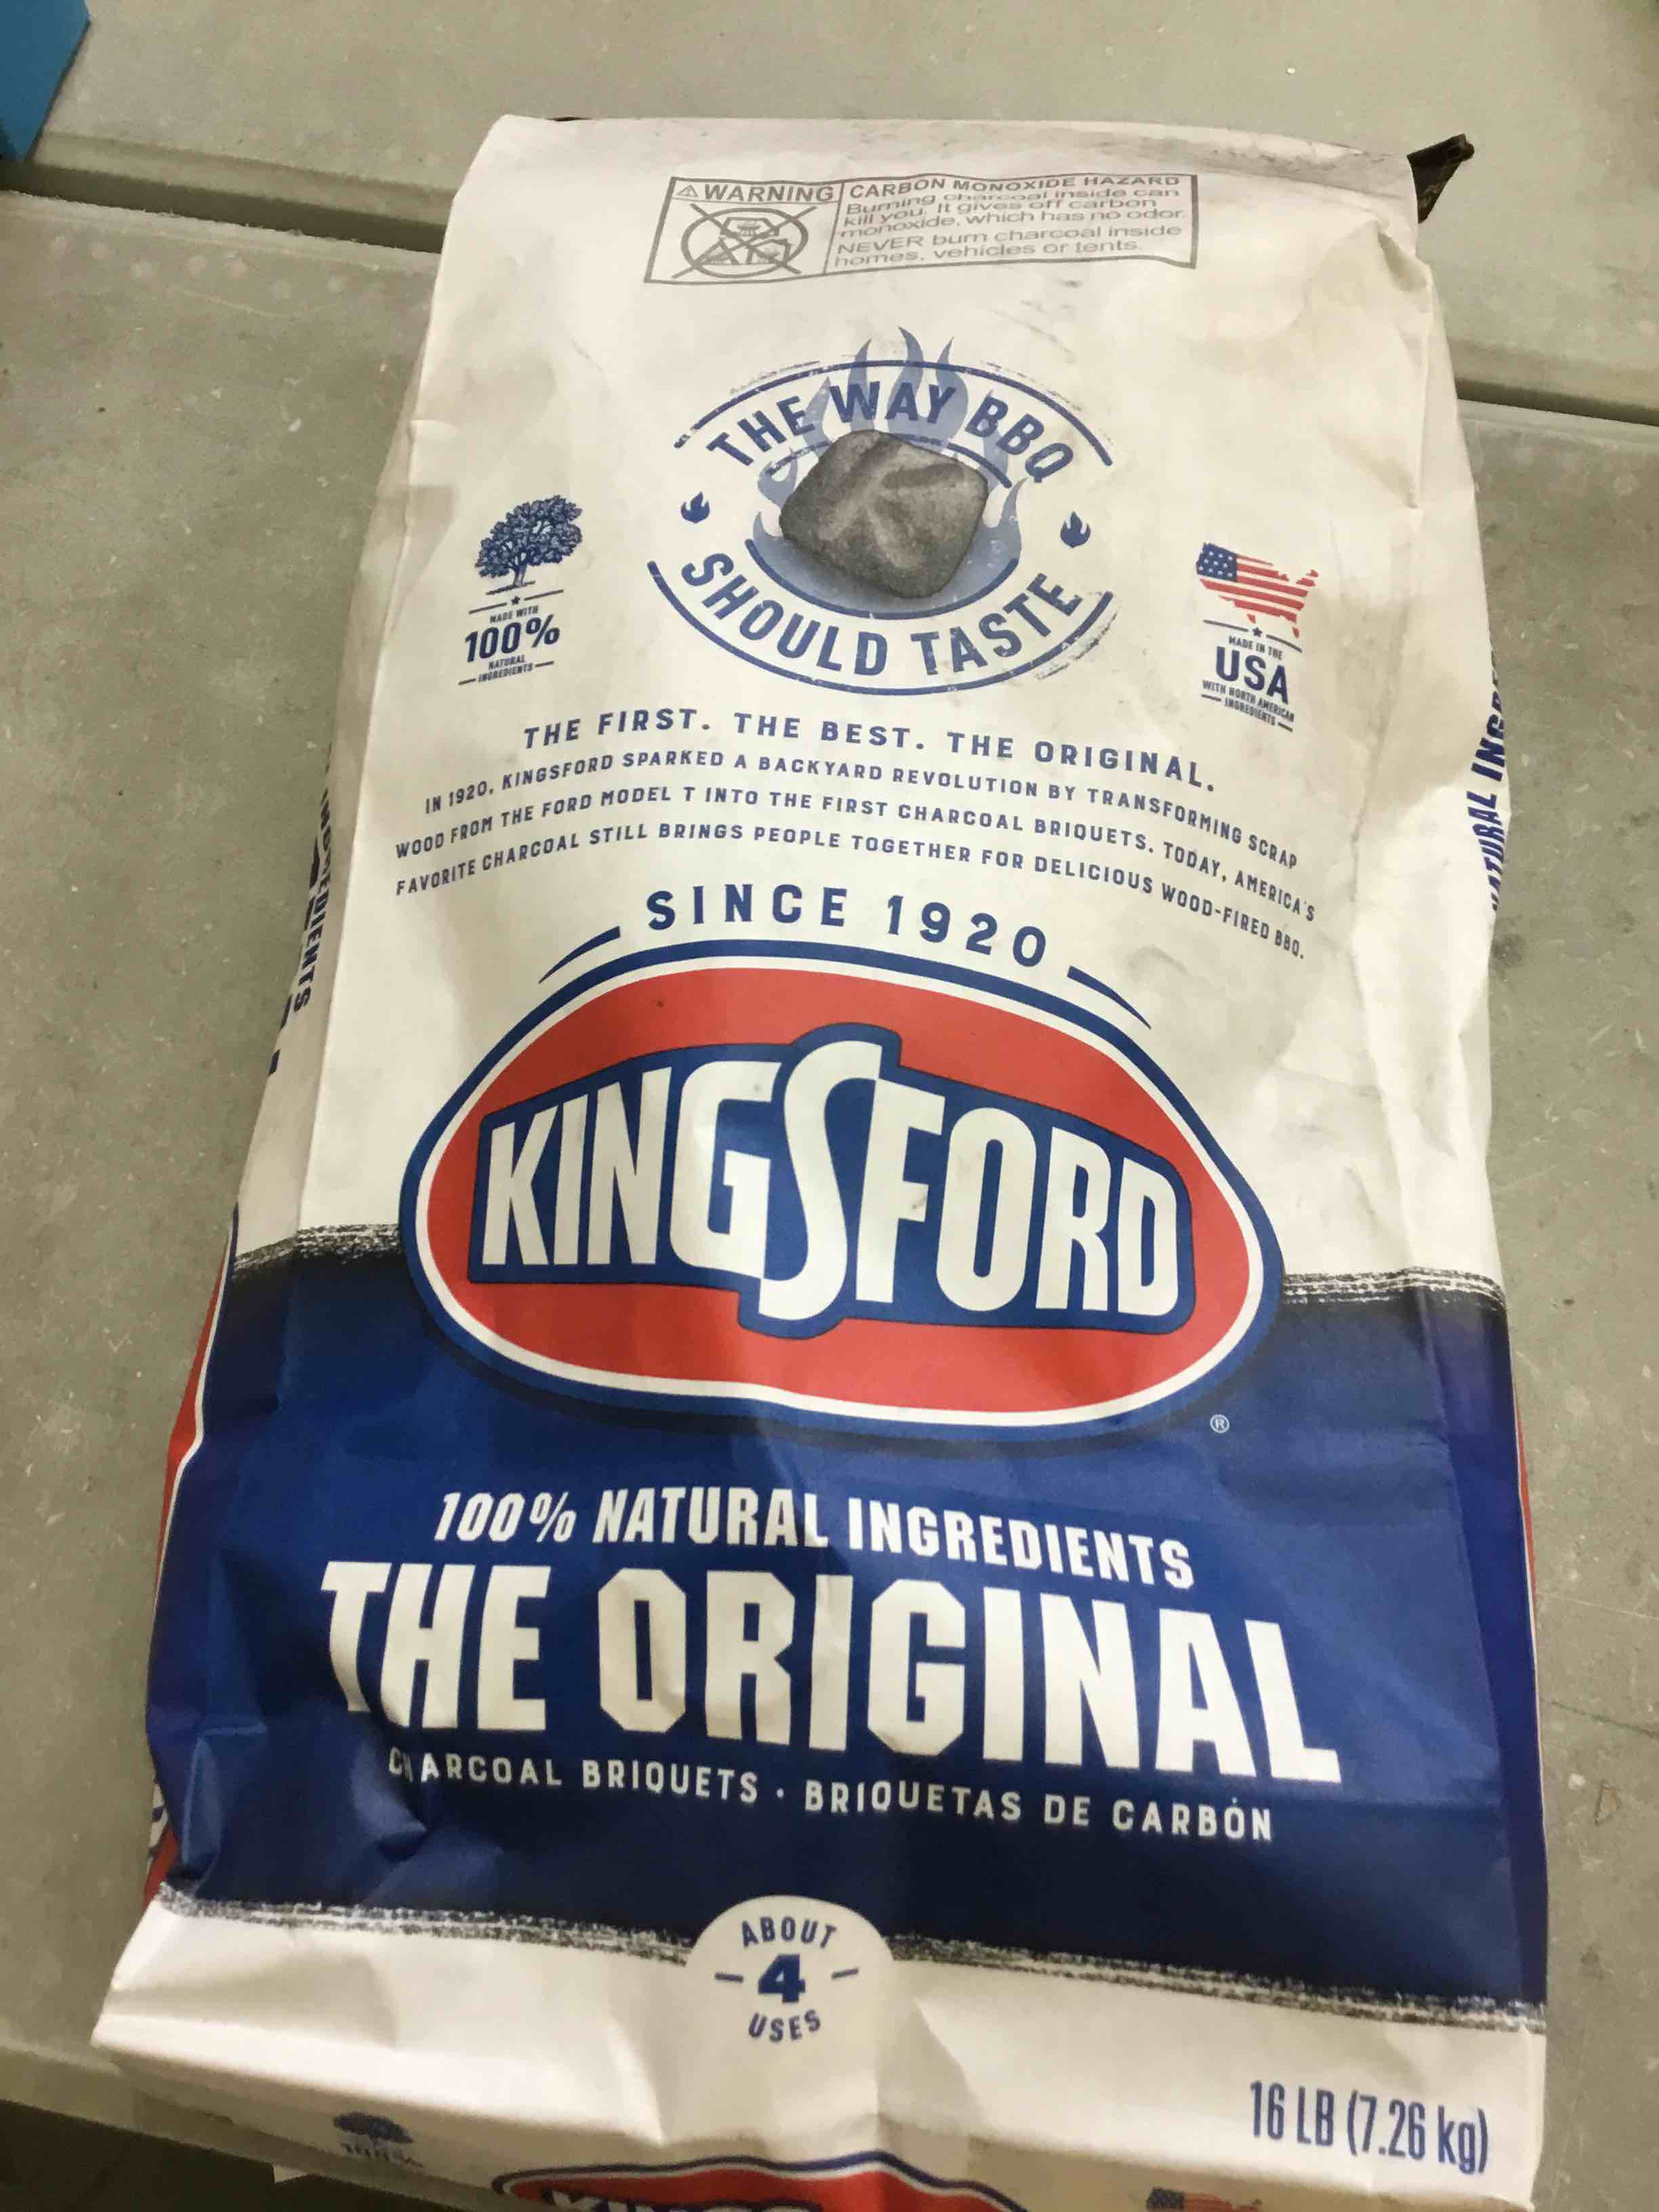 ⚠ WARNING
CARBON MONOXIDE HAZARD
Burning charcoal inside can
kill you. It gives off carbon
monoxide, which has no odor.
NEVER burn charcoal inside
homes, vehicles or tents.
THE WAY BBQ
SHOULD TASTE
MADE WITH
100%
NATURAL
INGREDIENTS
MADE IN THE
USA
WITH NORTH AMERICAN
INGREDIENTS
THE FIRST. THE BEST. THE ORIGINAL.
IN 1920, KINGSFORD SPARKED A BACKYARD REVOLUTION BY TRANSFORMING SCRAP
WOOD FROM THE FORD MODEL T INTO THE FIRST CHARCOAL BRIQUETS. TODAY, AMERICA'S
FAVORITE CHARCOAL STILL BRINGS PEOPLE TOGETHER FOR DELICIOUS WOOD-FIRED BBQ.
SINCE 1920
KINGSFORD
®
100% NATURAL INGREDIENTS
THE ORIGINAL
CHARCOAL BRIQUETS · BRIQUETAS DE CARBÓN
ABOUT
4
USES
16 LB (7.26 kg)